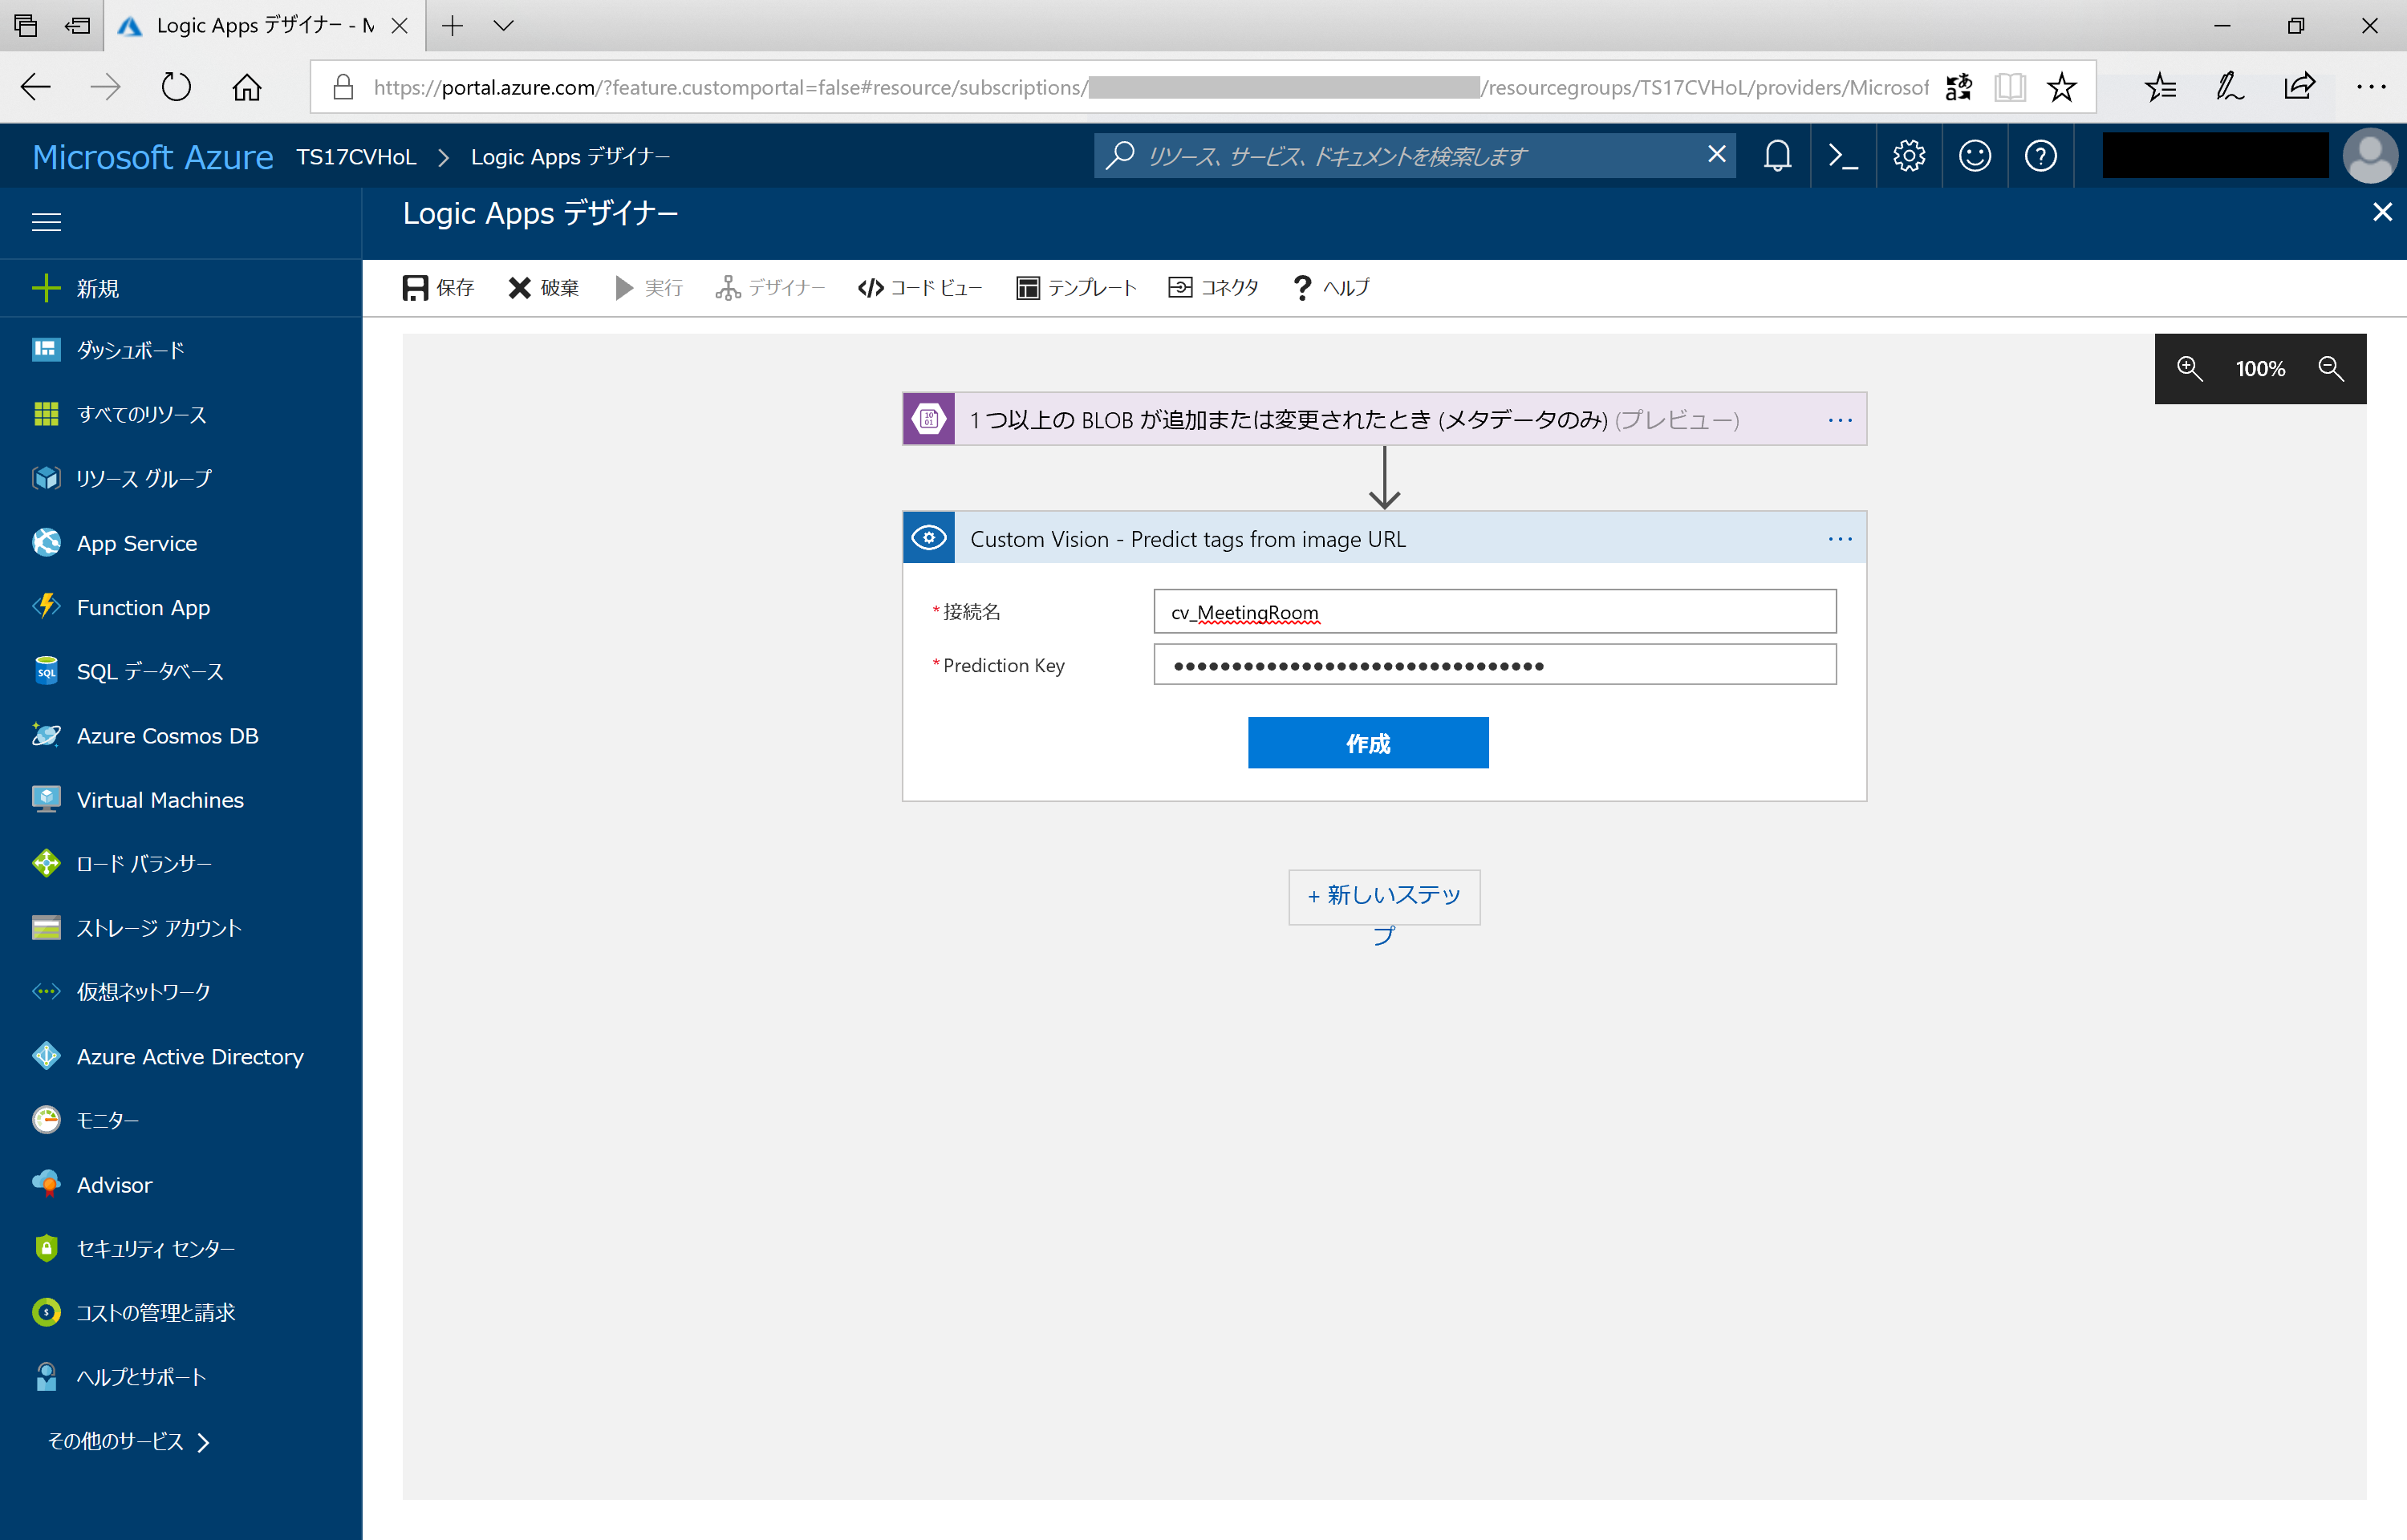 Logic Apps デザイナー - M
https://portal.azure.com/?feature.customportal=false#resource/subscriptions/ /resourcegroups/TS17CVHoL/providers/Microsof
Microsoft Azure TS17CVHoL > Logic Apps デザイナー リソース、サービス、ドキュメントを検索します
Logic Apps デザイナー
新規
保存 破棄 実行 デザイナー コード ビュー テンプレート コネクタ ヘルプ
ダッシュボード
すべてのリソース
リソース グループ
App Service
Function App
SQL データベース
Azure Cosmos DB
Virtual Machines
ロード バランサー
ストレージ アカウント
仮想ネットワーク
Azure Active Directory
モニター
Advisor
セキュリティ センター
コストの管理と請求
ヘルプとサポート
その他のサービス >
100%
1 つ以上の BLOB が追加または変更されたとき (メタデータのみ) (プレビュー) ...
Custom Vision - Predict tags from image URL ...
*接続名 cv_MeetingRoom
*Prediction Key ●●●●●●●●●●●●●●●●●●●●●●●●●●●●●●●●
作成
+ 新しいステッ
プ